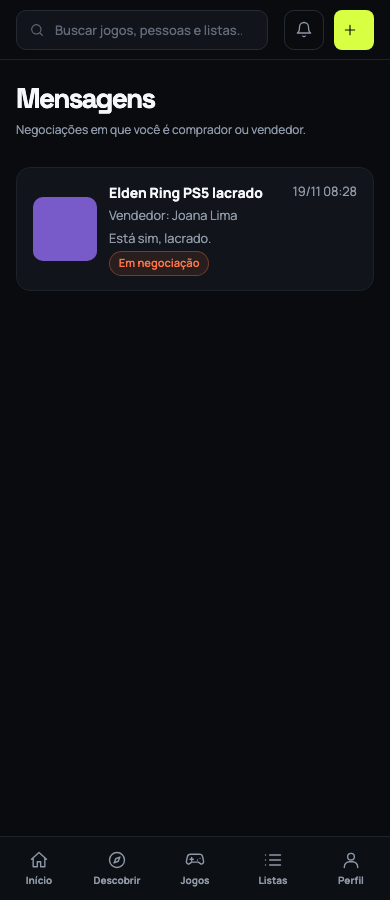 Buscar jogos, pessoas e listas..
Mensagens
Negociações em que você é comprador ou vendedor.
Elden Ring PS5 lacrado
19/11 08:28
Vendedor: Joana Lima
Está sim, lacrado.
Em negociação
Início
Descobrir
Jogos
Listas
Perfil